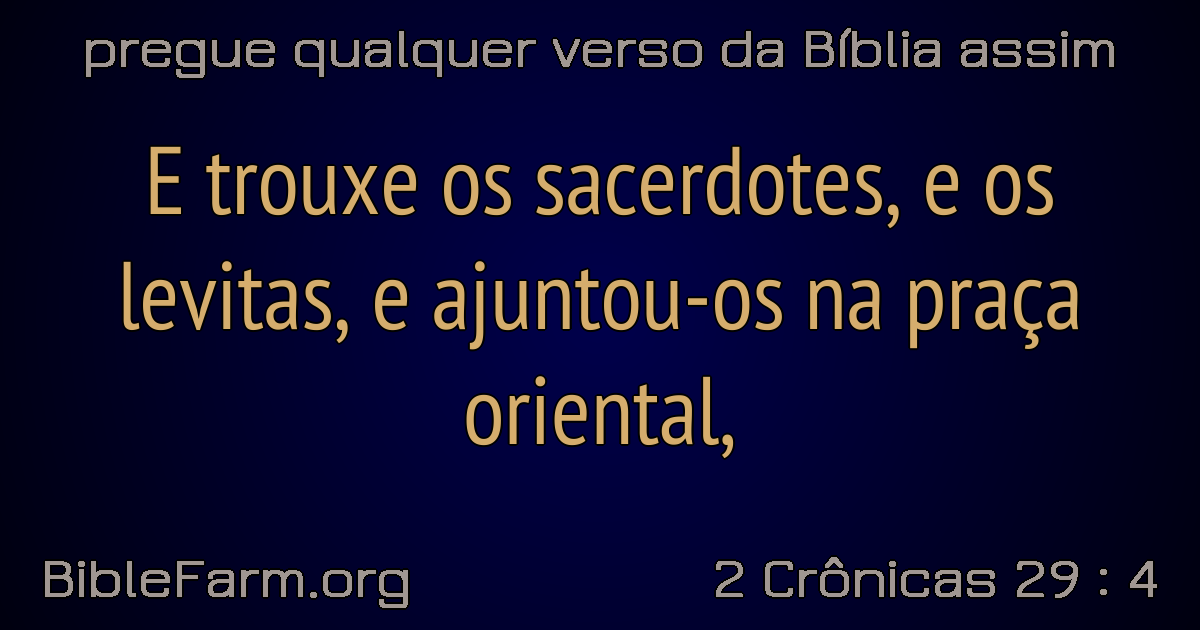 pregue qualquer verso da Bíblia assim
E trouxe os sacerdotes, e os
levitas, e ajuntou-os na praça
oriental,
BibleFarm.org
2 Crônicas 29 : 4